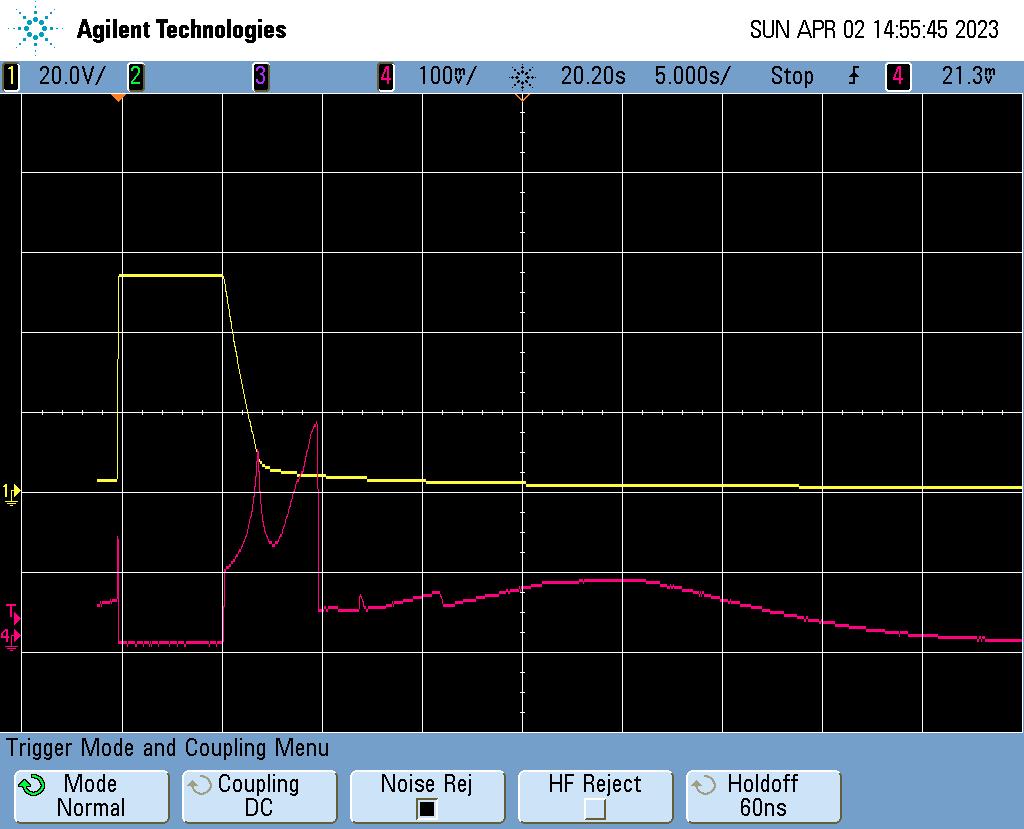 Agilent Technologies
SUN APR 02 14:55:45 2023
1 20.0V/ 2 3 4 100mV/ 20.20s 5.000s/ Stop 4 21.3mV
1
T
4
Trigger Mode and Coupling Menu
Mode Coupling Noise Rej HF Reject Holdoff
Normal DC 60ns